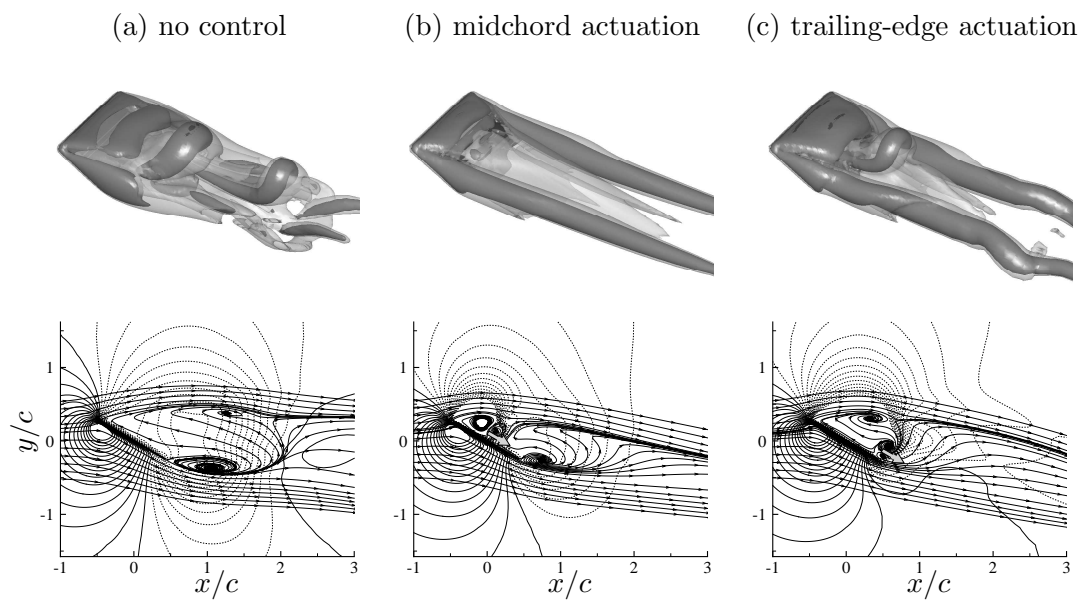 (a) no control (b) midchord actuation (c) trailing-edge actuation
y/c
1
0
-1
-1 0 1 2 3
x/c
1
0
-1
-1 0 1 2 3
x/c
1
0
-1
-1 0 1 2 3
x/c